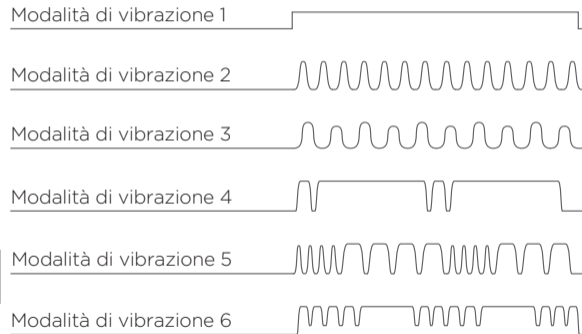 Modalità di vibrazione 1
Modalità di vibrazione 2
Modalità di vibrazione 3
Modalità di vibrazione 4
Modalità di vibrazione 5
Modalità di vibrazione 6